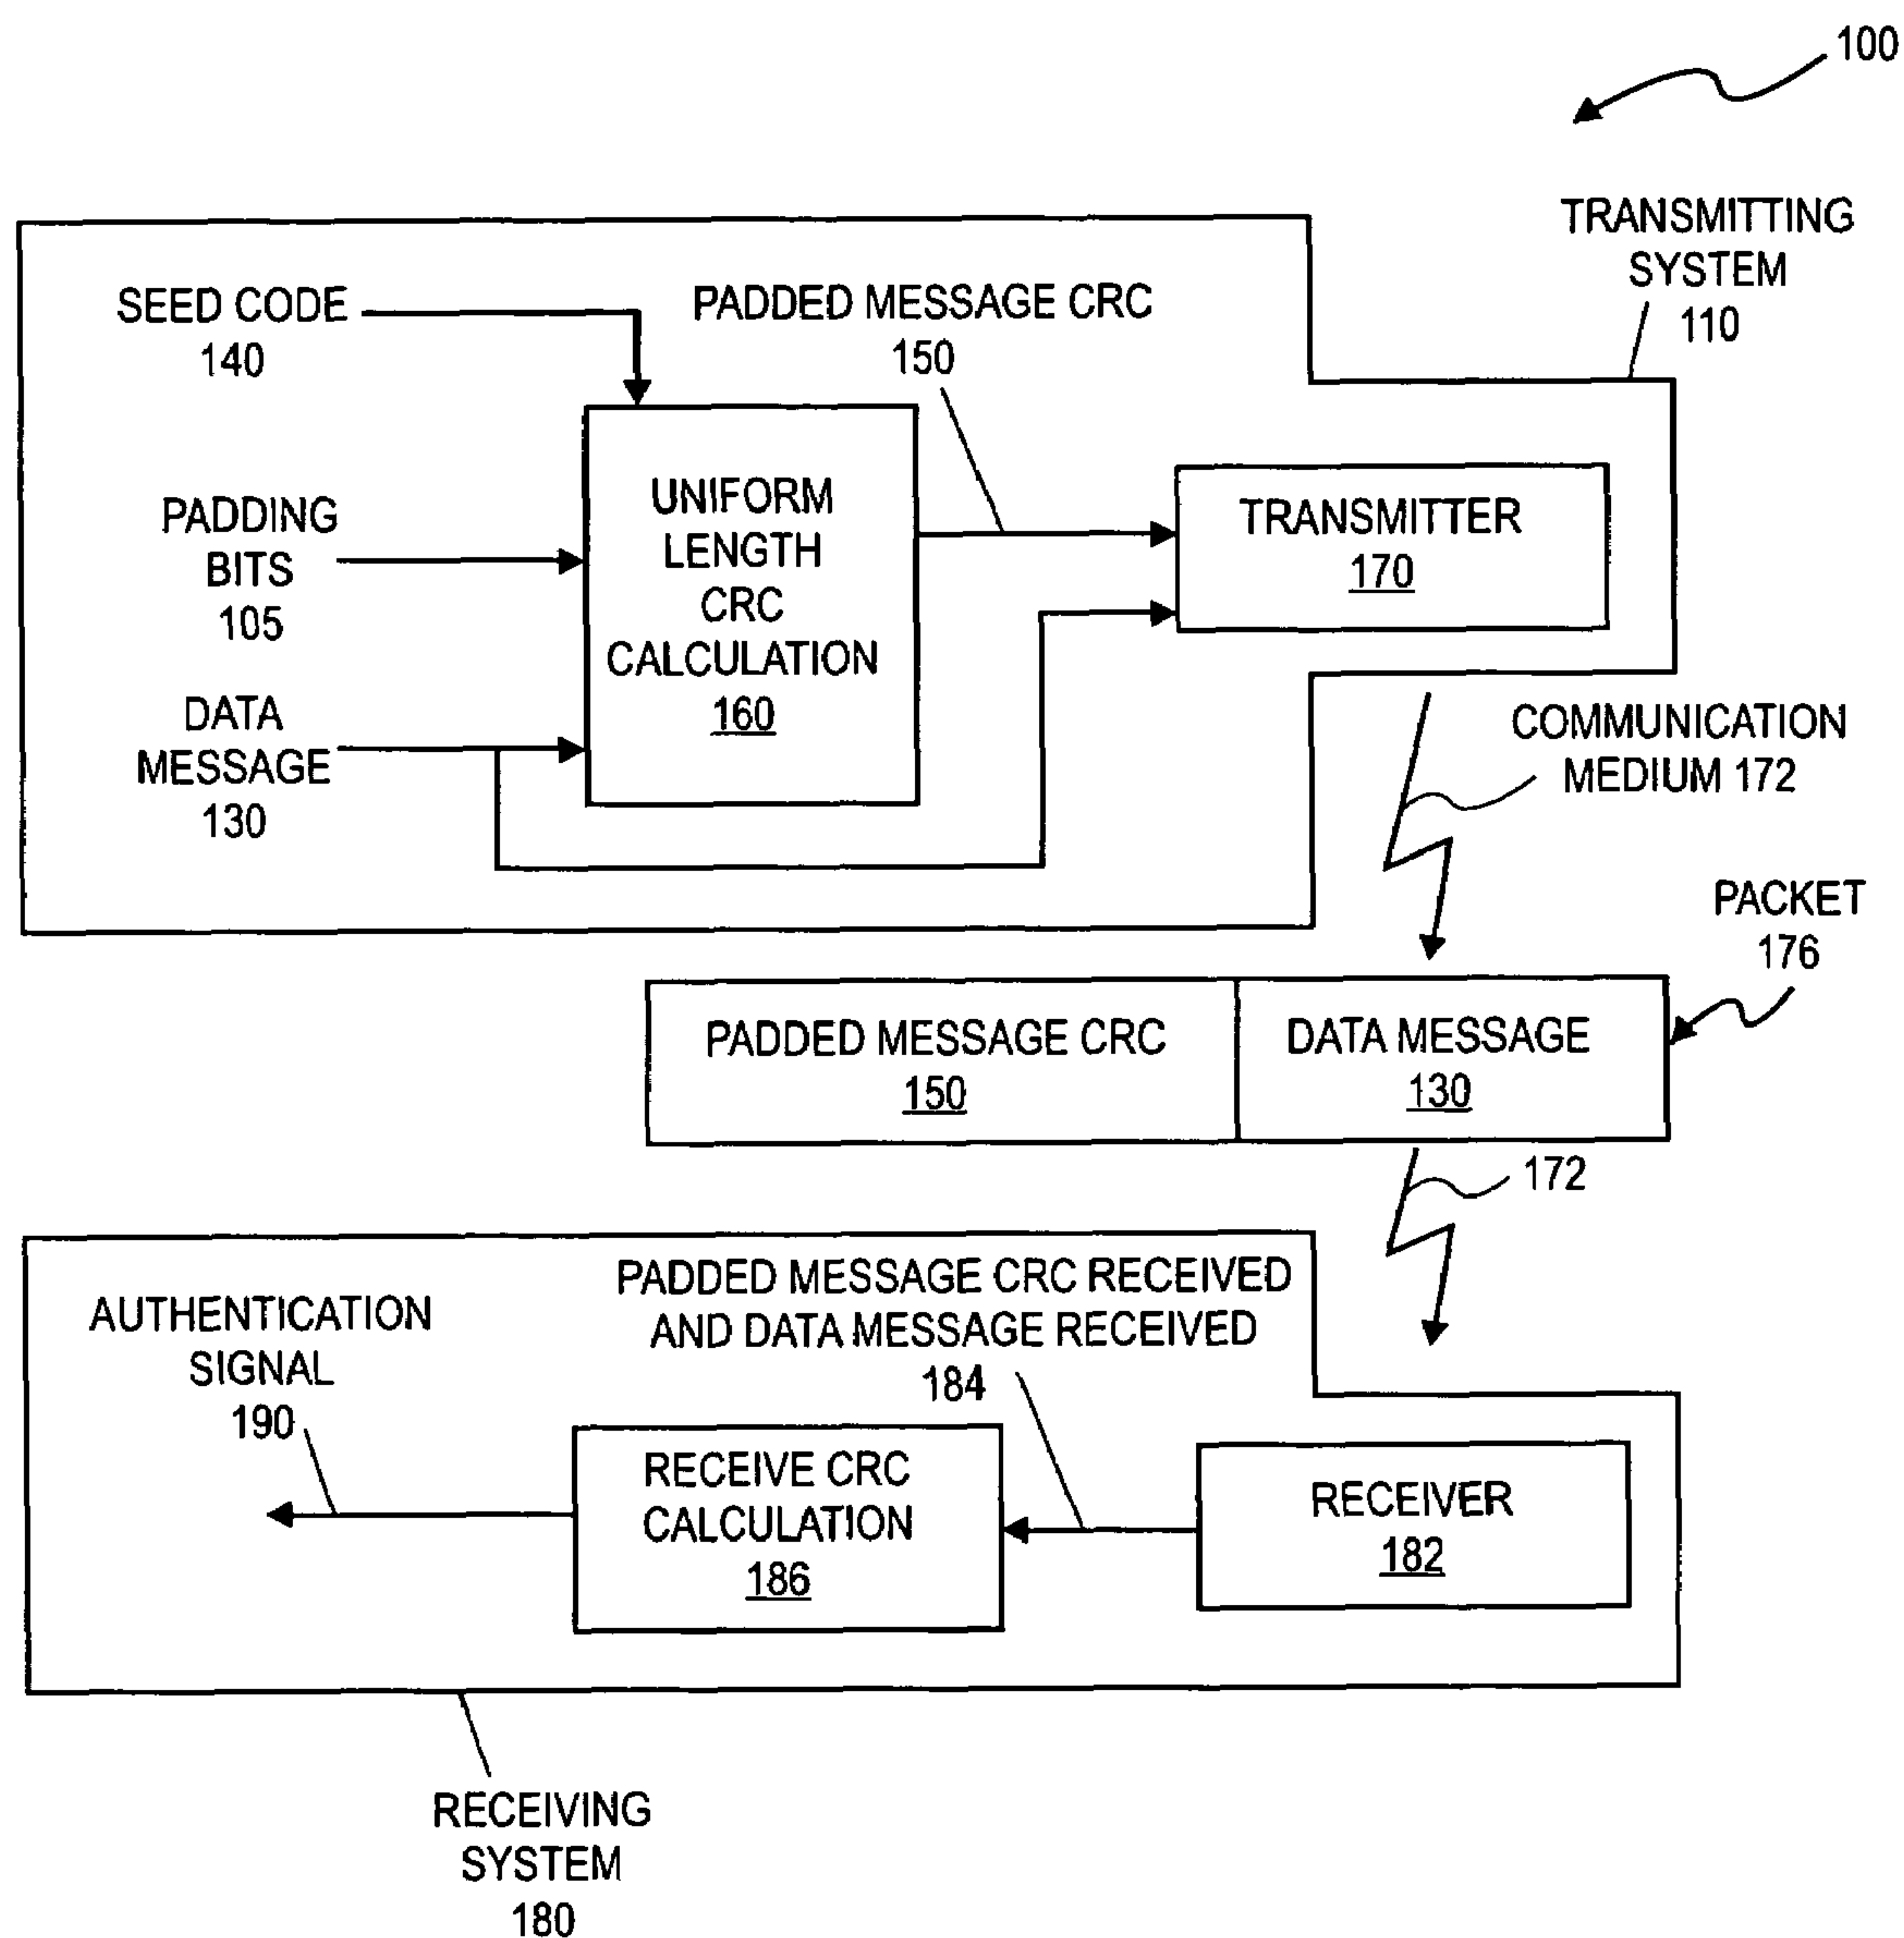 100
TRANSMITTING
SYSTEM
110
SEED CODE
140
PADDED MESSAGE CRC
150
PADDING
BITS
105
DATA
MESSAGE
130
UNIFORM
LENGTH
CRC
CALCULATION
160
TRANSMITTER
170
COMMUNICATION
MEDIUM 172
PACKET
176
PADDED MESSAGE CRC
150
DATA MESSAGE
130
172
PADDED MESSAGE CRC RECEIVED
AND DATA MESSAGE RECEIVED
184
AUTHENTICATION
SIGNAL
190
RECEIVE CRC
CALCULATION
186
RECEIVER
182
RECEIVING
SYSTEM
180